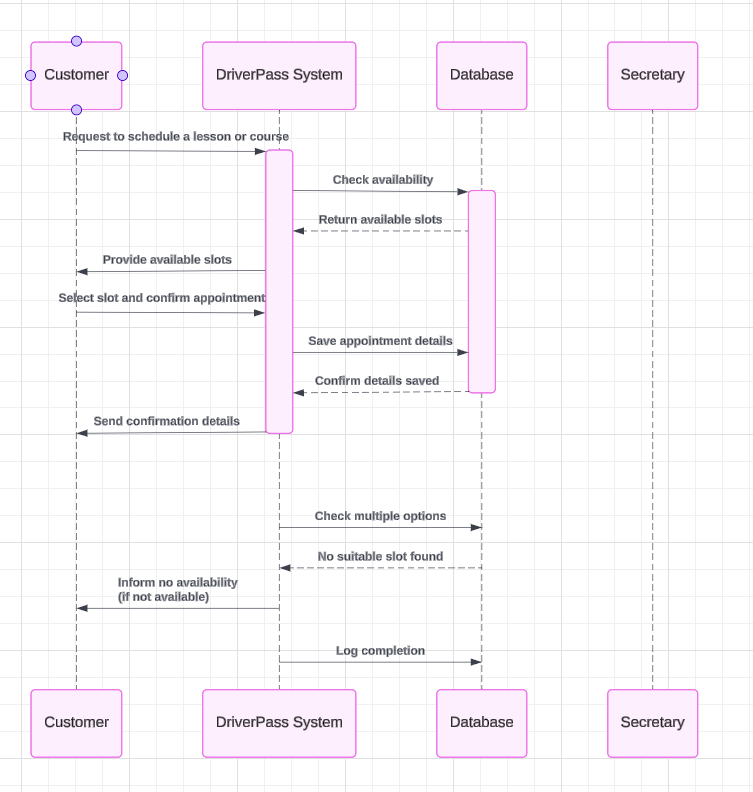 Customer
DriverPass System
Database
Secretary
Request to schedule a lesson or course
Check availability
Return available slots
Provide available slots
Select slot and confirm appointment
Save appointment details
Confirm details saved
Send confirmation details
Check multiple options
No suitable slot found
Inform no availability
(if not available)
Log completion
Customer
DriverPass System
Database
Secretary